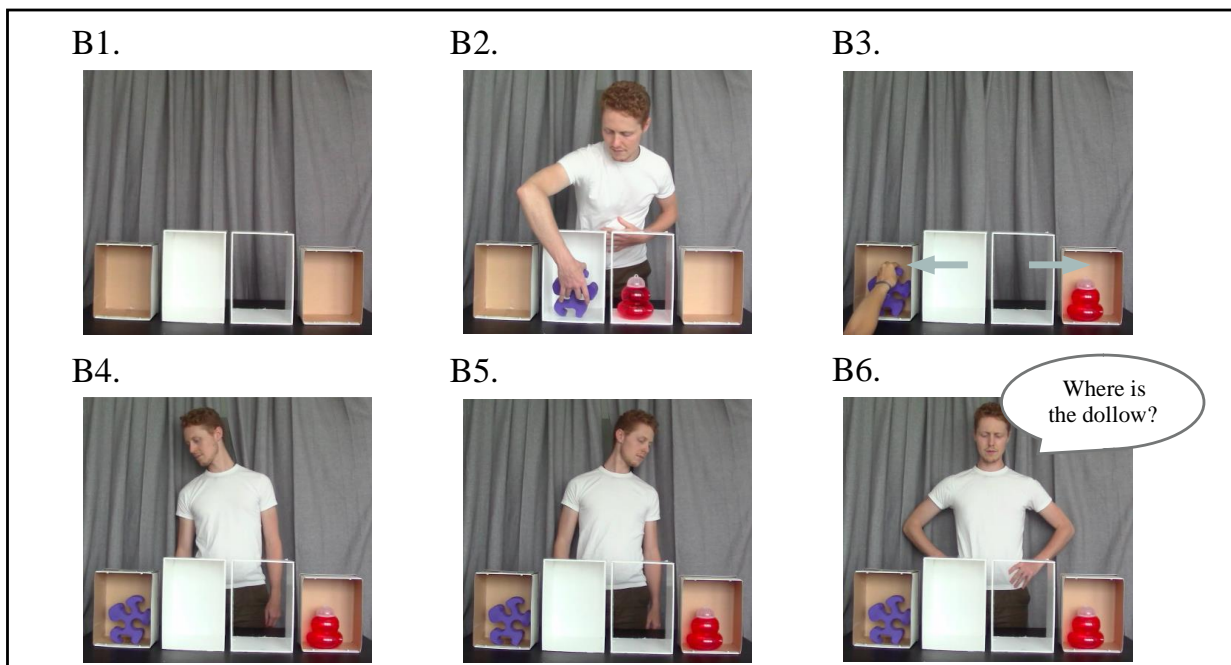 B1.
B2.
B3.
B4.
B5.
B6.
Where is
the dollow?